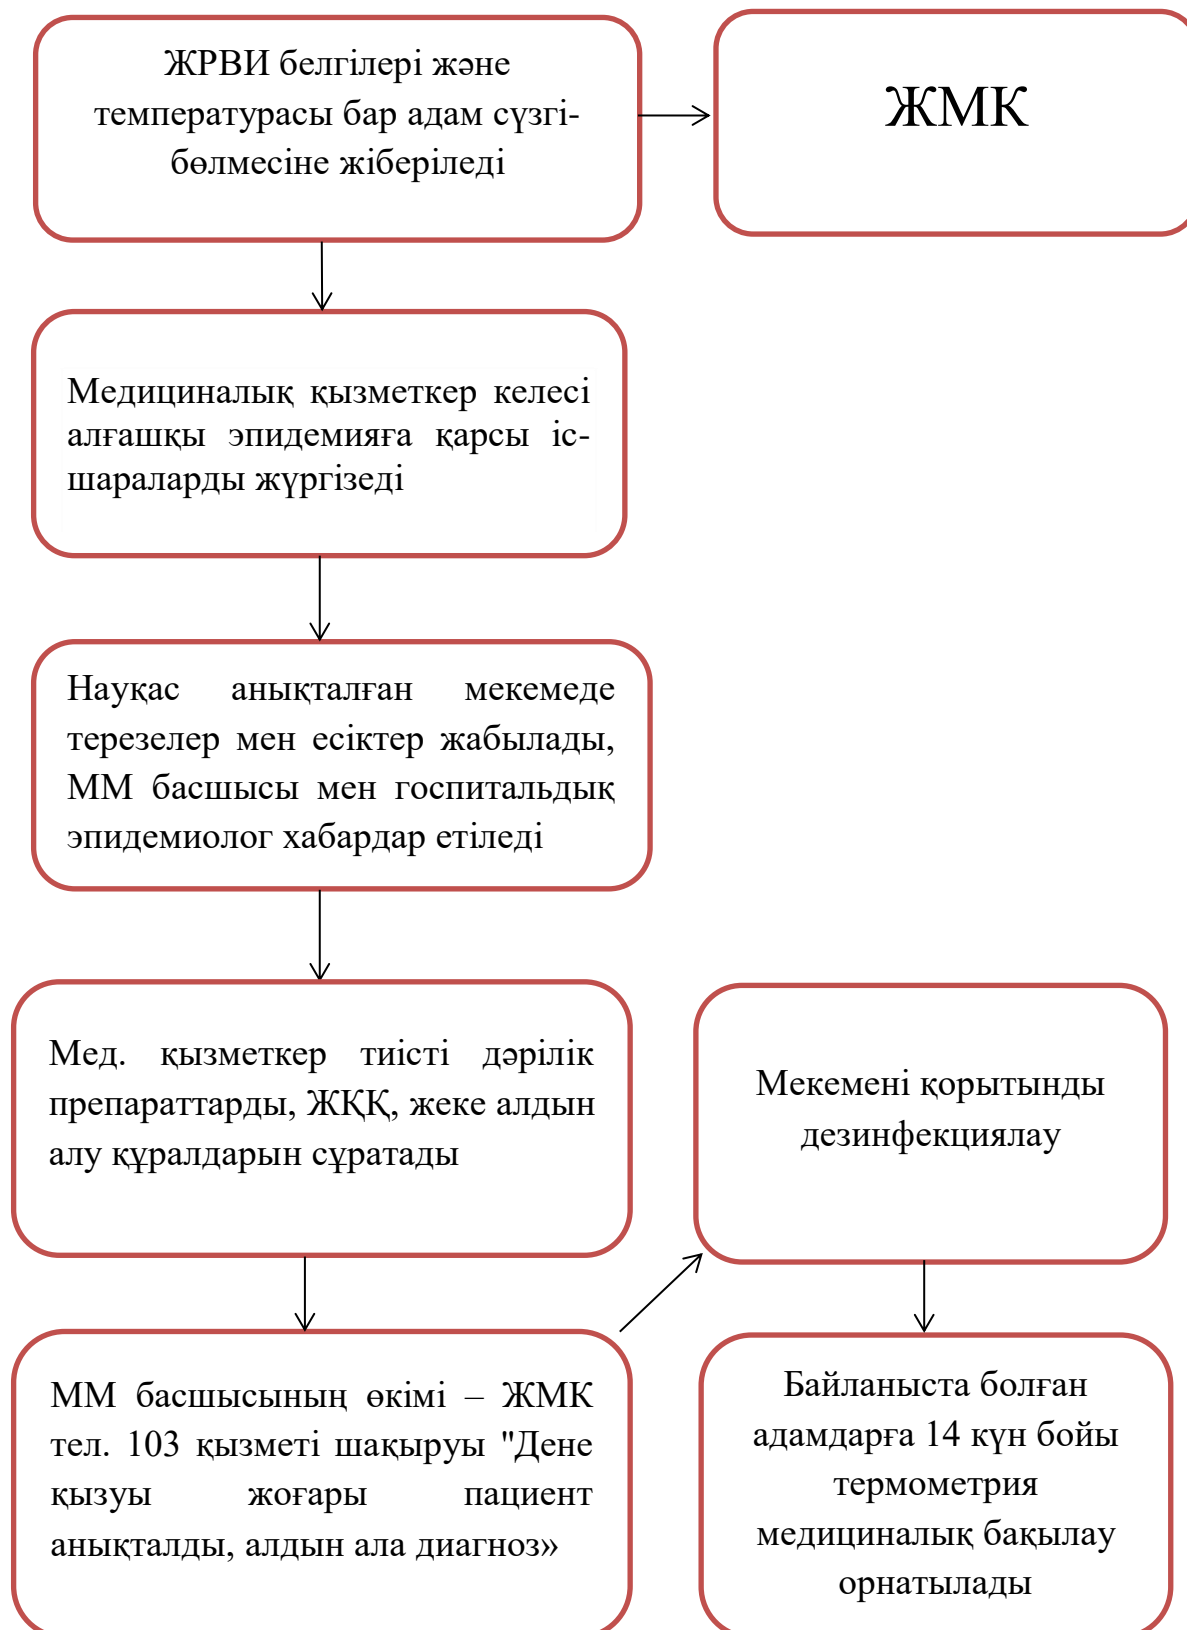 ЖРВИ белгілері және
температурасы бар адам сүзгі-
бөлмесіне жіберіледі
ЖМК
Медициналық қызметкер келесі
алғашқы эпидемияға қарсы іс-
шараларды жүргізеді
Науқас анықталған мекемеде
терезелер мен есіктер жабылады,
ММ басшысы мен госпитальдық
эпидемиолог хабардар етіледі
Мед. қызметкер тиісті дәрілік
препараттарды, ЖҚҚ, жеке алдын
алу құралдарын сұратады
ММ басшысының өкімі – ЖМК
тел. 103 қызметі шақыруы "Дене
қызуы жоғары пациент
анықталды, алдын ала диагноз»
Мекемені қорытынды
дезинфекциялау
Байланыста болған
адамдарға 14 күн бойы
термометрия
медициналық бақылау
орнатылады